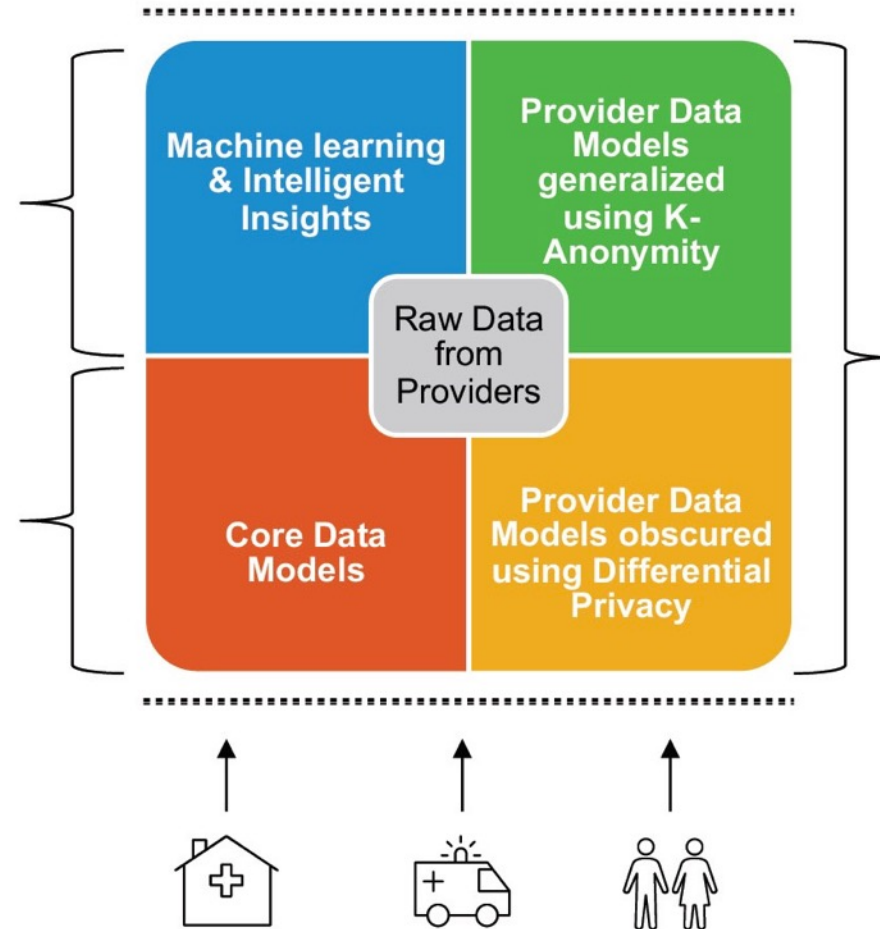 Machine learning
& Intelligent
Insights
Provider Data
Models
generalized
using K-
Anonymity
Raw Data
from
Providers
Core Data
Models
Provider Data
Models obscured
using Differential
Privacy